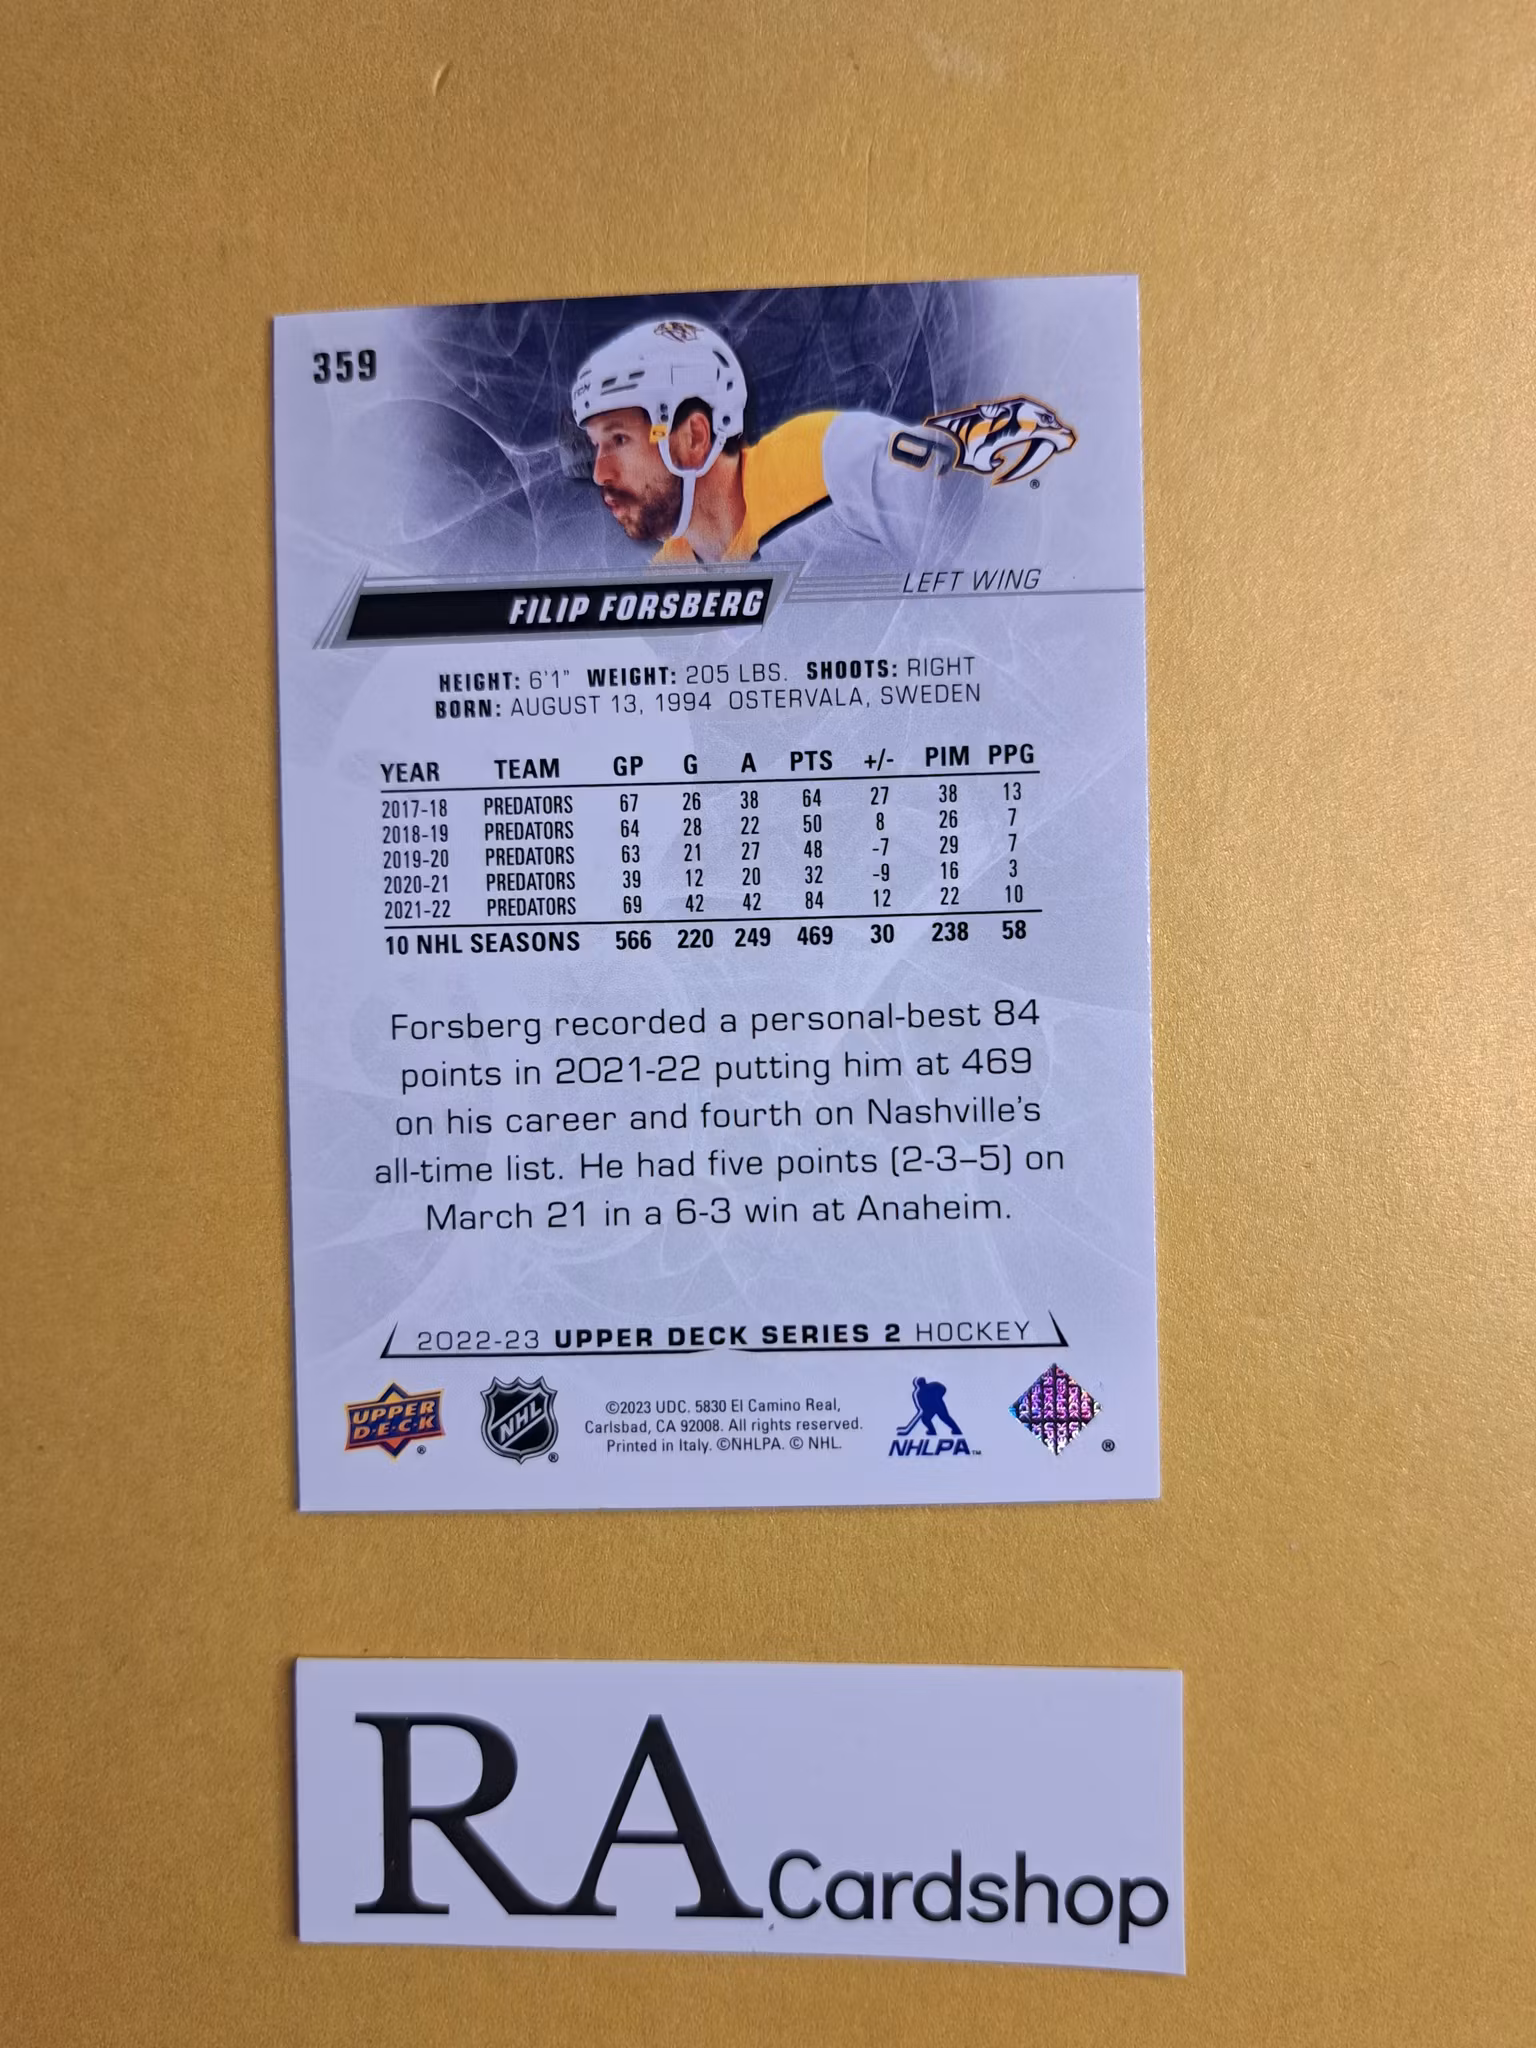 359
CCM
9
®
LEFT WING
FILIP FORSBERG
HEIGHT: 6'1" WEIGHT: 205 LBS. SHOOTS: RIGHT
BORN: AUGUST 13, 1994 OSTERVALA, SWEDEN
YEAR TEAM GP G A PTS +/- PIM PPG
2017-18 PREDATORS 67 26 38 64 27 38 13
2018-19 PREDATORS 64 28 22 50 8 26 7
2019-20 PREDATORS 63 21 27 48 -7 29 7
2020-21 PREDATORS 39 12 20 32 -9 16 3
2021-22 PREDATORS 69 42 42 84 12 22 10
10 NHL SEASONS 566 220 249 469 30 238 58
Forsberg recorded a personal-best 84
points in 2021-22 putting him at 469
on his career and fourth on Nashville's
all-time list. He had five points (2-3–5) on
March 21 in a 6-3 win at Anaheim.
2022-23 UPPER DECK SERIES 2 HOCKEY
UPPER
D·E·C·K
®
NHL
®
©2023 UDC. 5830 El Camino Real,
Carlsbad, CA 92008. All rights reserved.
Printed in Italy. ©NHLPA. © NHL.
NHLPA™
®
RA Cardshop